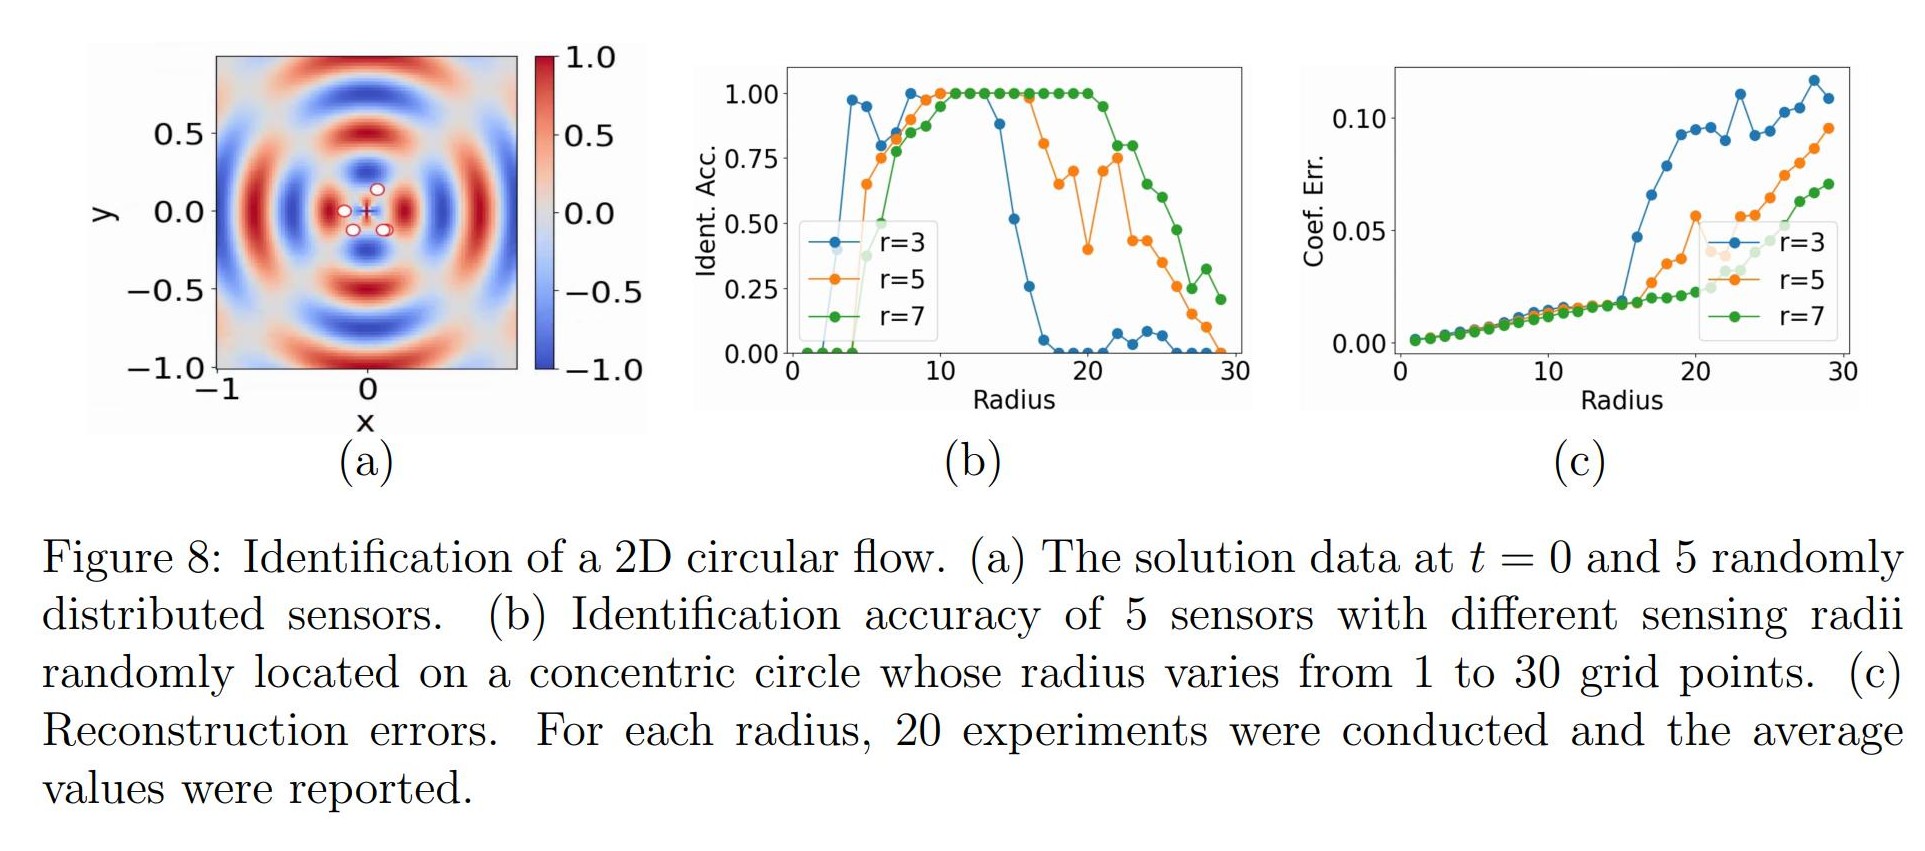 1.0
0.5
0.0
−0.5
−1.0
0.5
0.0
−0.5
−1.0
−1
0
x
y
(a)
1.00
0.75
0.50
0.25
0.00
Ident. Acc.
r=3
r=5
r=7
0
10
20
30
Radius
(b)
0.10
0.05
0.00
Coef. Err.
r=3
r=5
r=7
0
10
20
30
Radius
(c)
Figure 8: Identification of a 2D circular flow. (a) The solution data at t = 0 and 5 randomly
distributed sensors. (b) Identification accuracy of 5 sensors with different sensing radii
randomly located on a concentric circle whose radius varies from 1 to 30 grid points. (c)
Reconstruction errors. For each radius, 20 experiments were conducted and the average
values were reported.